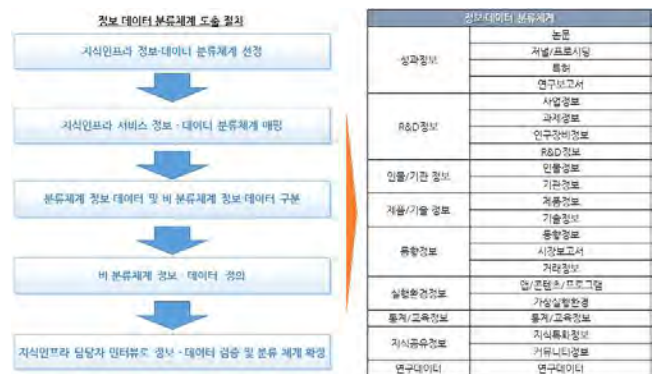 정보 데이터 분류체계 도출 절차
지식인프라 정보·데이터 분류체계 선정
지식인프라 서비스 정보·데이터 분류체계 매핑
분류체계 정보 데이터 및 비 분류체계 정보 데이터 구분
비 분류체계 정보·데이터 정의
지식인프라 담당자 인터뷰로 정보·데이터 검증 및 분류 체계 확정
정보·데이터 분류체계
성과정보
논문
저널/프로시딩
특허
연구보고서
R&D정보
사업정보
과제정보
연구장비정보
R&D정보
인물/기관 정보
인물정보
기관정보
제품/기술 정보
제품정보
기술정보
동향정보
동향정보
시장보고서
거래정보
실행환경정보
앱/콘텐츠/프로그램
가상실행환경
통계/교육정보
통계/교육정보
지식공유정보
지식특화정보
커뮤니티정보
연구데이터
연구데이터